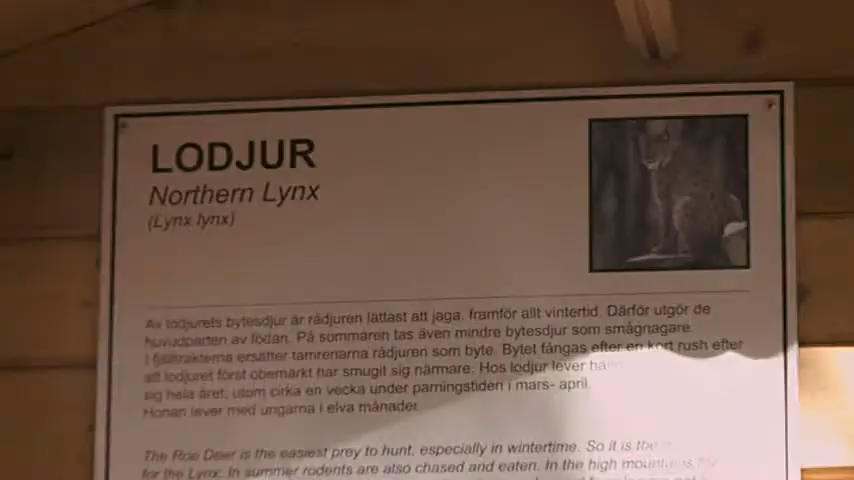 LODJUR
Northern Lynx
(Lynx lynx)
Av lodjurets bytesdjur är rådjuren lättast att jaga, framför allt vintertid. Därför utgör de
huvudparten av födan. På sommaren tas även mindre bytesdjur som smågnagare.
I fjälltrakterna ersätter tamrenarna rådjuren som byte. Bytet fångas efter en kort rush efter
att lodjuret först obemärkt har smugit sig närmare. Hos lodjur lever
sig hela året, utom cirka en vecka under parningstiden i mars- april.
Honan lever med ungarna i elva månader.
The Roe Deer is the easiest prey to hunt, especially in wintertime. So it is the
for the Lynx. In summer rodents are also chased and eaten. In the high mountains